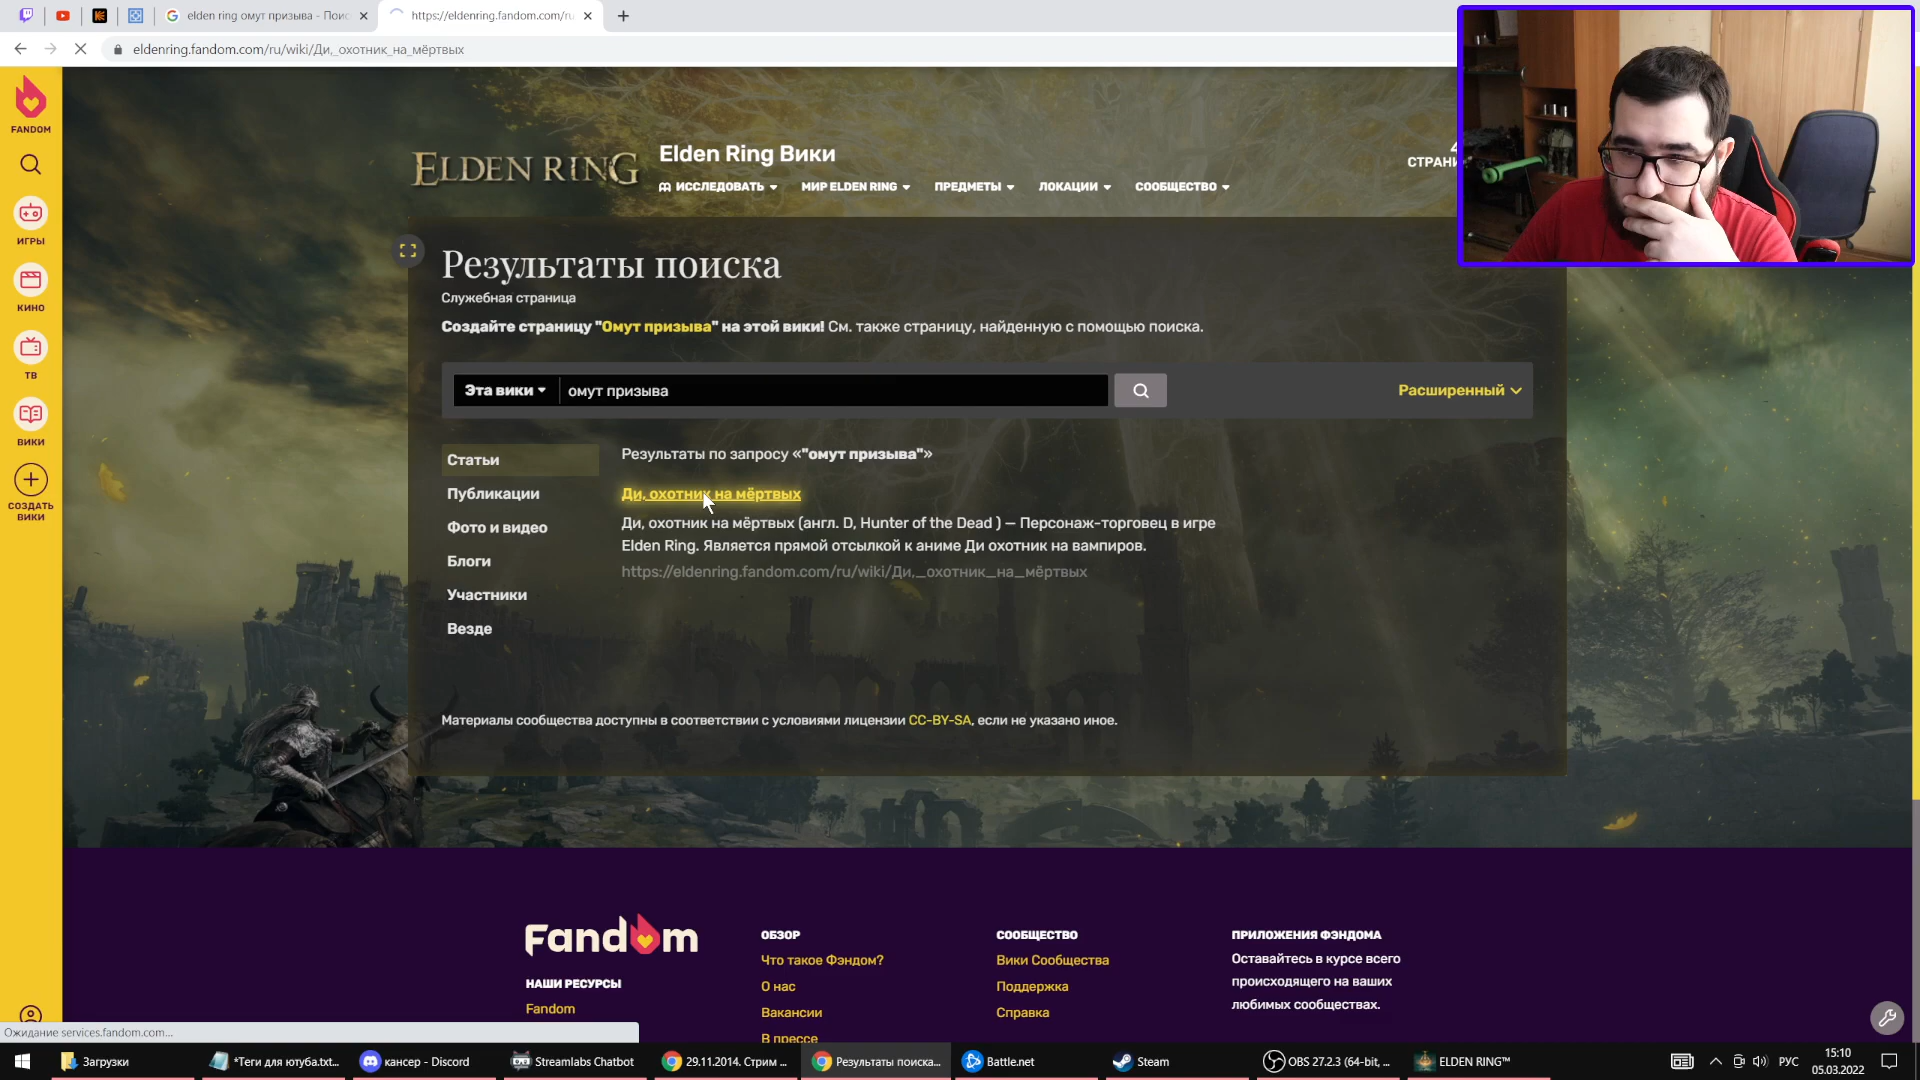 elden ring омут призыва - Поис
https://eldenring.fandom.com/ru
eldenring.fandom.com/ru/wiki/Ди,_охотник_на_мёртвых
FANDOM
ИГРЫ
КИНО
ТВ
ВИКИ
СОЗДАТЬ ВИКИ
ELDEN RING
Elden Ring Вики
ИССЛЕДОВАТЬ
МИР ELDEN RING
ПРЕДМЕТЫ
ЛОКАЦИИ
СООБЩЕСТВО
СТРАНИ
Результаты поиска
Служебная страница
Создайте страницу "Омут призыва" на этой вики! См. также страницу, найденную с помощью поиска.
Эта вики
омут призыва
Расширенный
Статьи
Публикации
Фото и видео
Блоги
Участники
Везде
Результаты по запросу «"омут призыва"»
Ди, охотник на мёртвых
Ди, охотник на мёртвых (англ. D, Hunter of the Dead ) — Персонаж-торговец в игре
Elden Ring. Является прямой отсылкой к аниме Ди охотник на вампиров.
https://eldenring.fandom.com/ru/wiki/Ди,_охотник_на_мёртвых
Материалы сообщества доступны в соответствии с условиями лицензии CC-BY-SA, если не указано иное.
Fandom
НАШИ РЕСУРСЫ
Fandom
ОБЗОР
Что такое Фэндом?
О нас
Вакансии
В прессе
СООБЩЕСТВО
Вики Сообщества
Поддержка
Справка
ПРИЛОЖЕНИЯ ФЭНДОМА
Оставайтесь в курсе всего
происходящего на ваших
любимых сообществах.
Ожидание services.fandom.com...
Загрузки
*Теги для ютуба.txt...
кансер - Discord
Streamlabs Chatbot
29.11.2014. Стрим ...
Результаты поиска...
Battle.net
Steam
OBS 27.2.3 (64-bit, ...
ELDEN RING™
РУС
15:10
05.03.2022